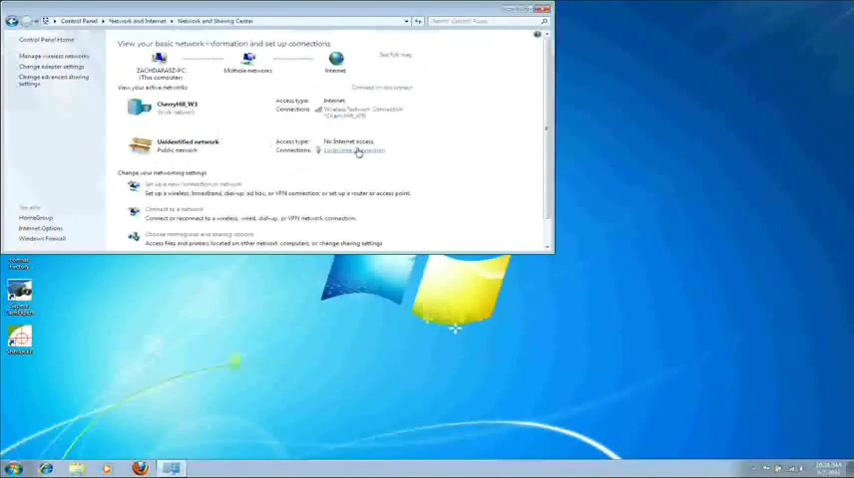 Control Panel ▸ Network and Internet ▸ Network and Sharing Center
Control Panel Home
Manage wireless networks
Change adapter settings
Change advanced sharing
settings
View your basic network information and set up connections
See full map
ZACHDARASZ-PC
(This computer)
Multiple networks
Internet
View your active networks
Connect or disconnect
CherryHill_W3
Work network
Access type: Internet
Connections: Wireless Network Connection
Unidentified network
Public network
Access type: No Internet access
Connections: Connection
Change your networking settings
Set up a new connection or network
Set up a wireless, broadband, dial-up, ad hoc, or VPN connection; or set up a router or access point.
Connect to a network
Connect or reconnect to a wireless, wired, dial-up, or VPN network connection.
Choose homegroup and sharing options
Access files and printers located on other network computers, or change sharing settings
See also
HomeGroup
Internet Options
Windows Firewall
Factory